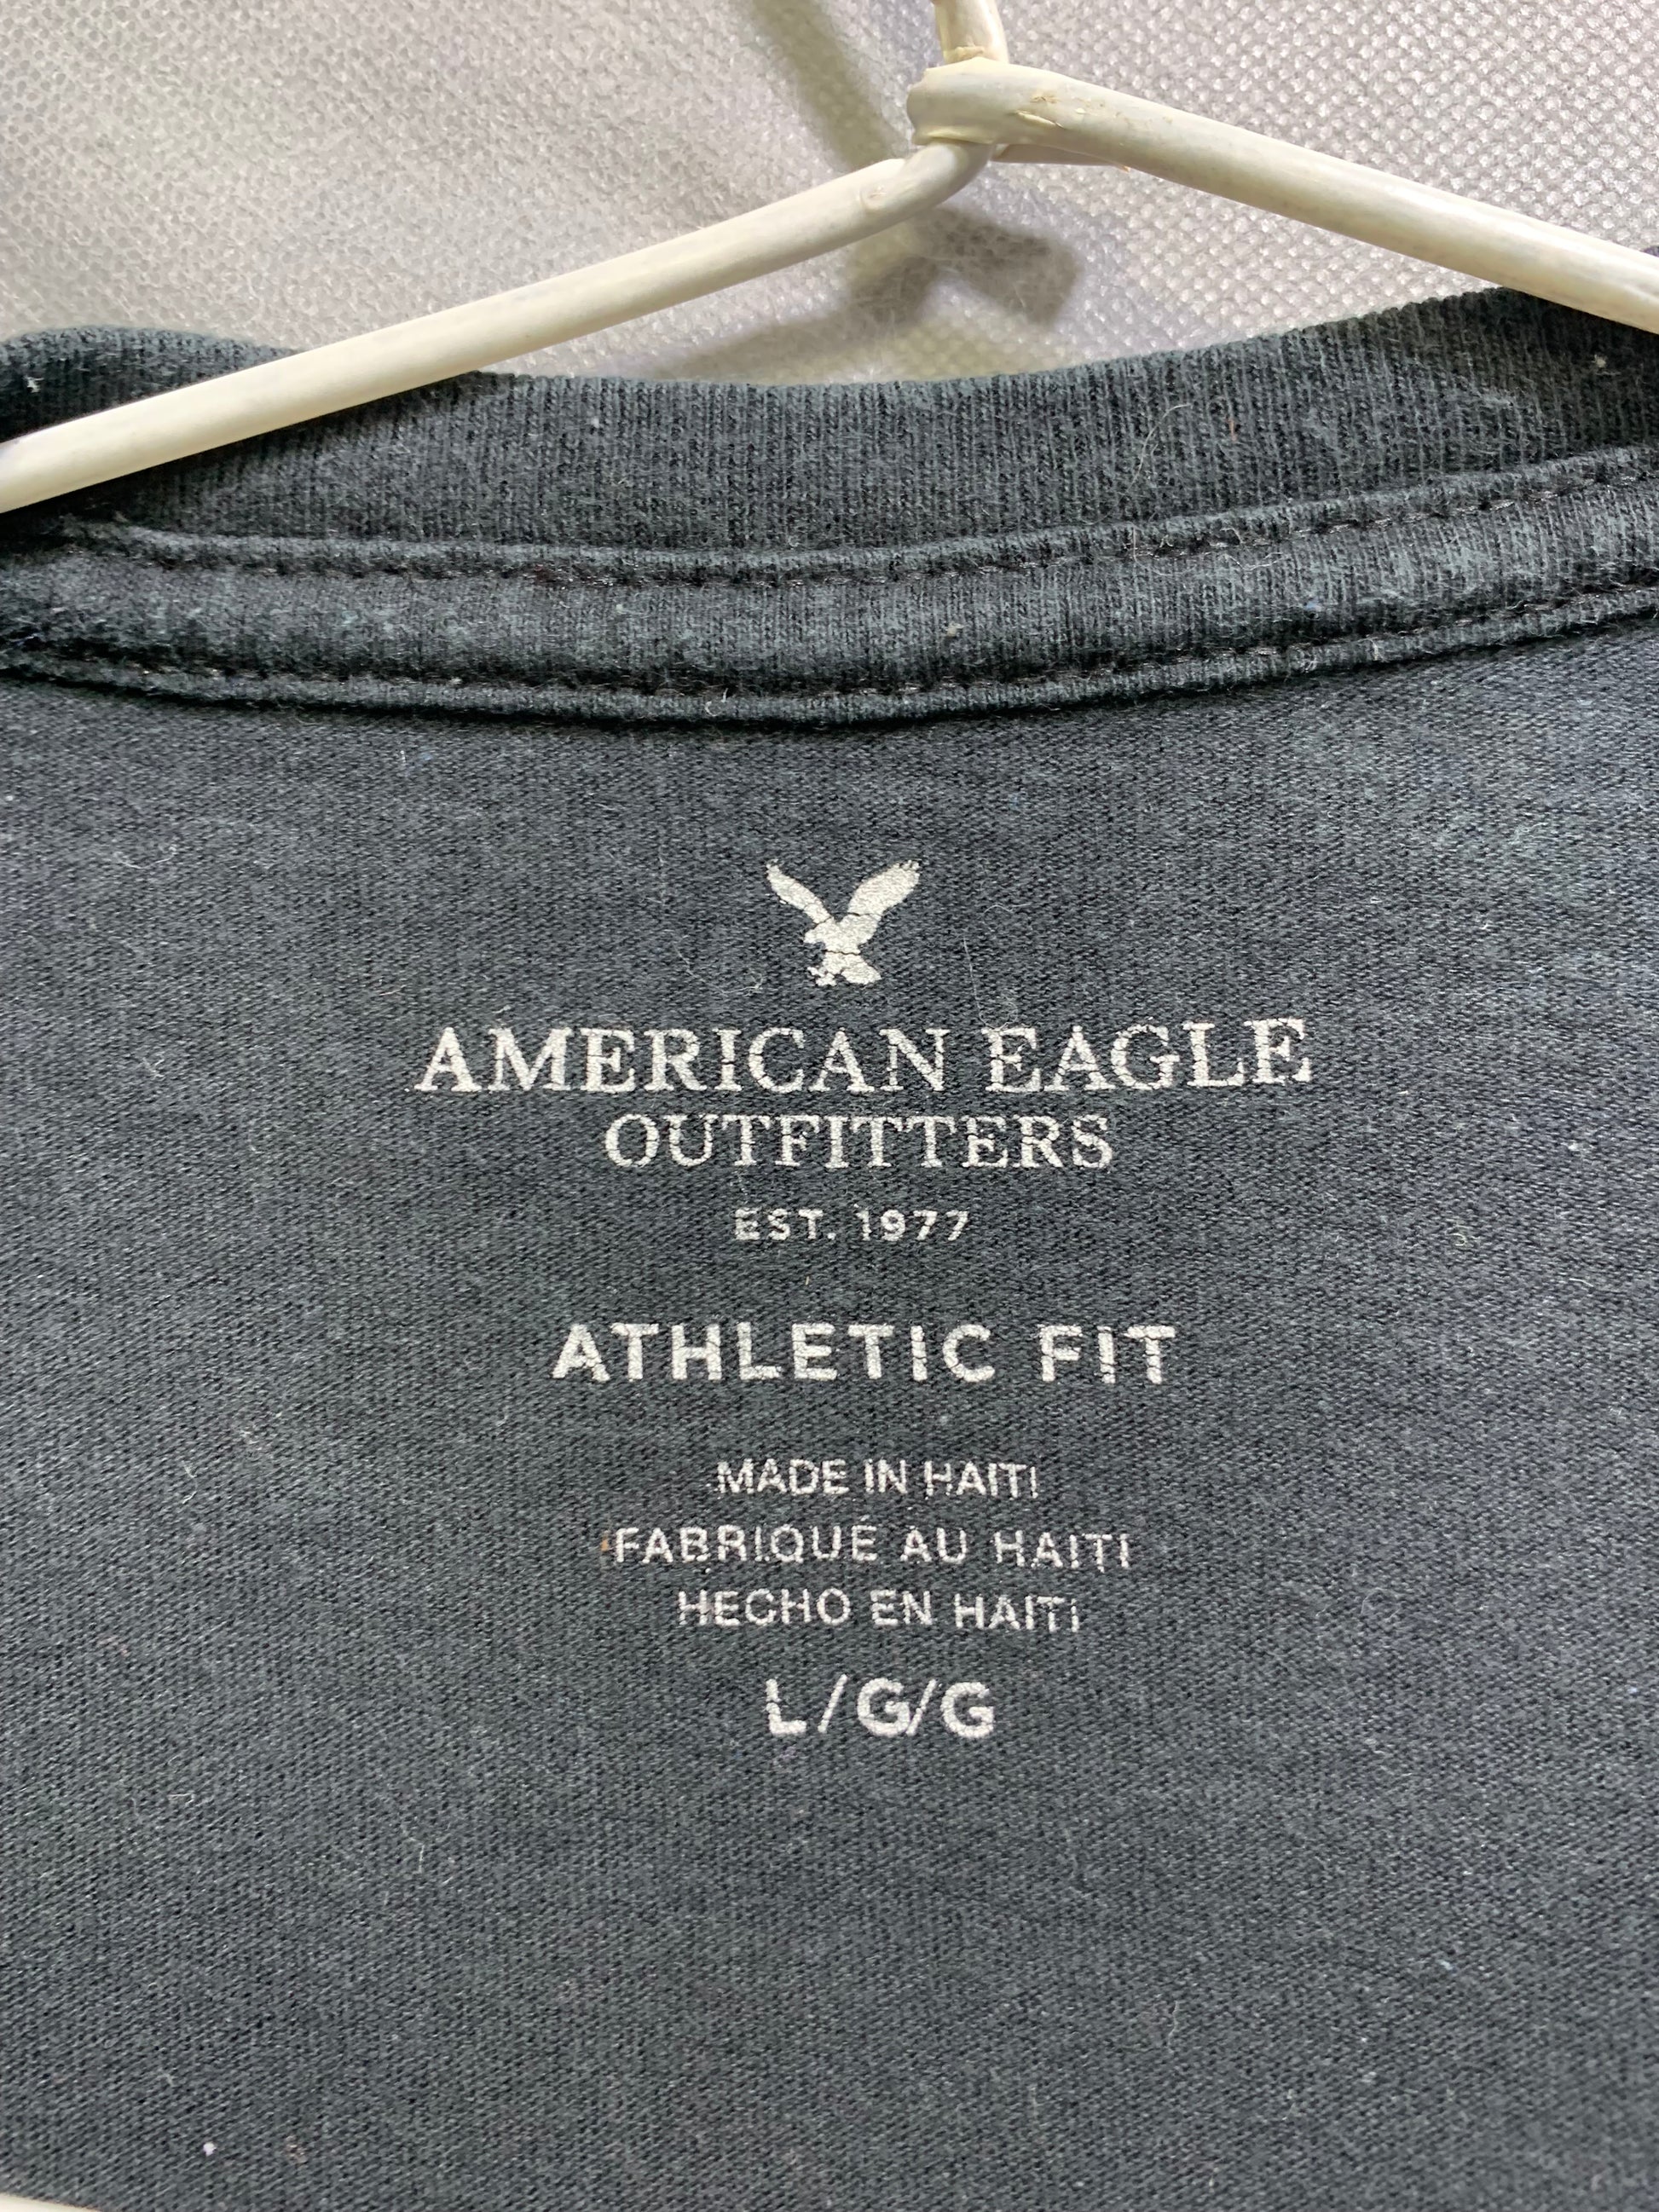 AMERICAN EAGLE
OUTFITTERS
EST. 1977
ATHLETIC FIT
MADE IN HAITI
FABRIQUÉ AU HAITI
HECHO EN HAITI
L/G/G